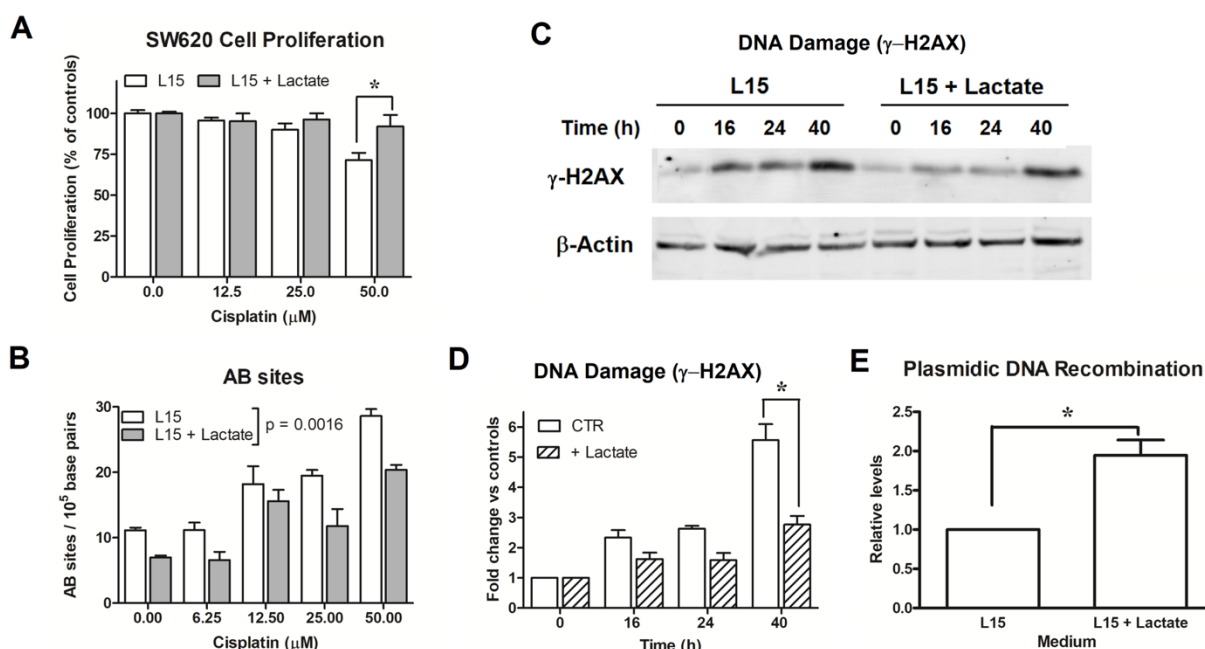 A
SW620 Cell Proliferation
L15 L15 + Lactate
*
Cell Proliferation (% of controls)
100
75
50
25
0
0.0 12.5 25.0 50.0
Cisplatin (μM)
B
AB sites
L15
L15 + Lactate
p = 0.0016
AB sites / 10⁵ base pairs
30
20
10
0
0.00 6.25 12.50 25.00 50.00
Cisplatin (μM)
C
DNA Damage (γ–H2AX)
L15 L15 + Lactate
Time (h) 0 16 24 40 0 16 24 40
γ-H2AX
β-Actin
D
DNA Damage (γ–H2AX)
CTR
+ Lactate
*
Fold change vs controls
6
5
4
3
2
1
0
0 16 24 40
Time (h)
E
Plasmidic DNA Recombination
*
Relative levels
2.5
2.0
1.5
1.0
0.5
0.0
L15 L15 + Lactate
Medium